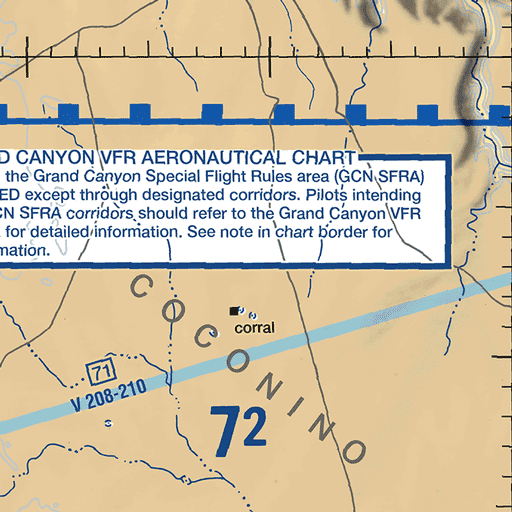 D CANYON VFR AERONAUTICAL CHART
the Grand Canyon Special Flight Rules area (GCN SFRA)
ED except through designated corridors. Pilots intending
CN SFRA corridors should refer to the Grand Canyon VFR
for detailed information. See note in chart border for
mation.
COCONINO
corral
71
V 208-210
72